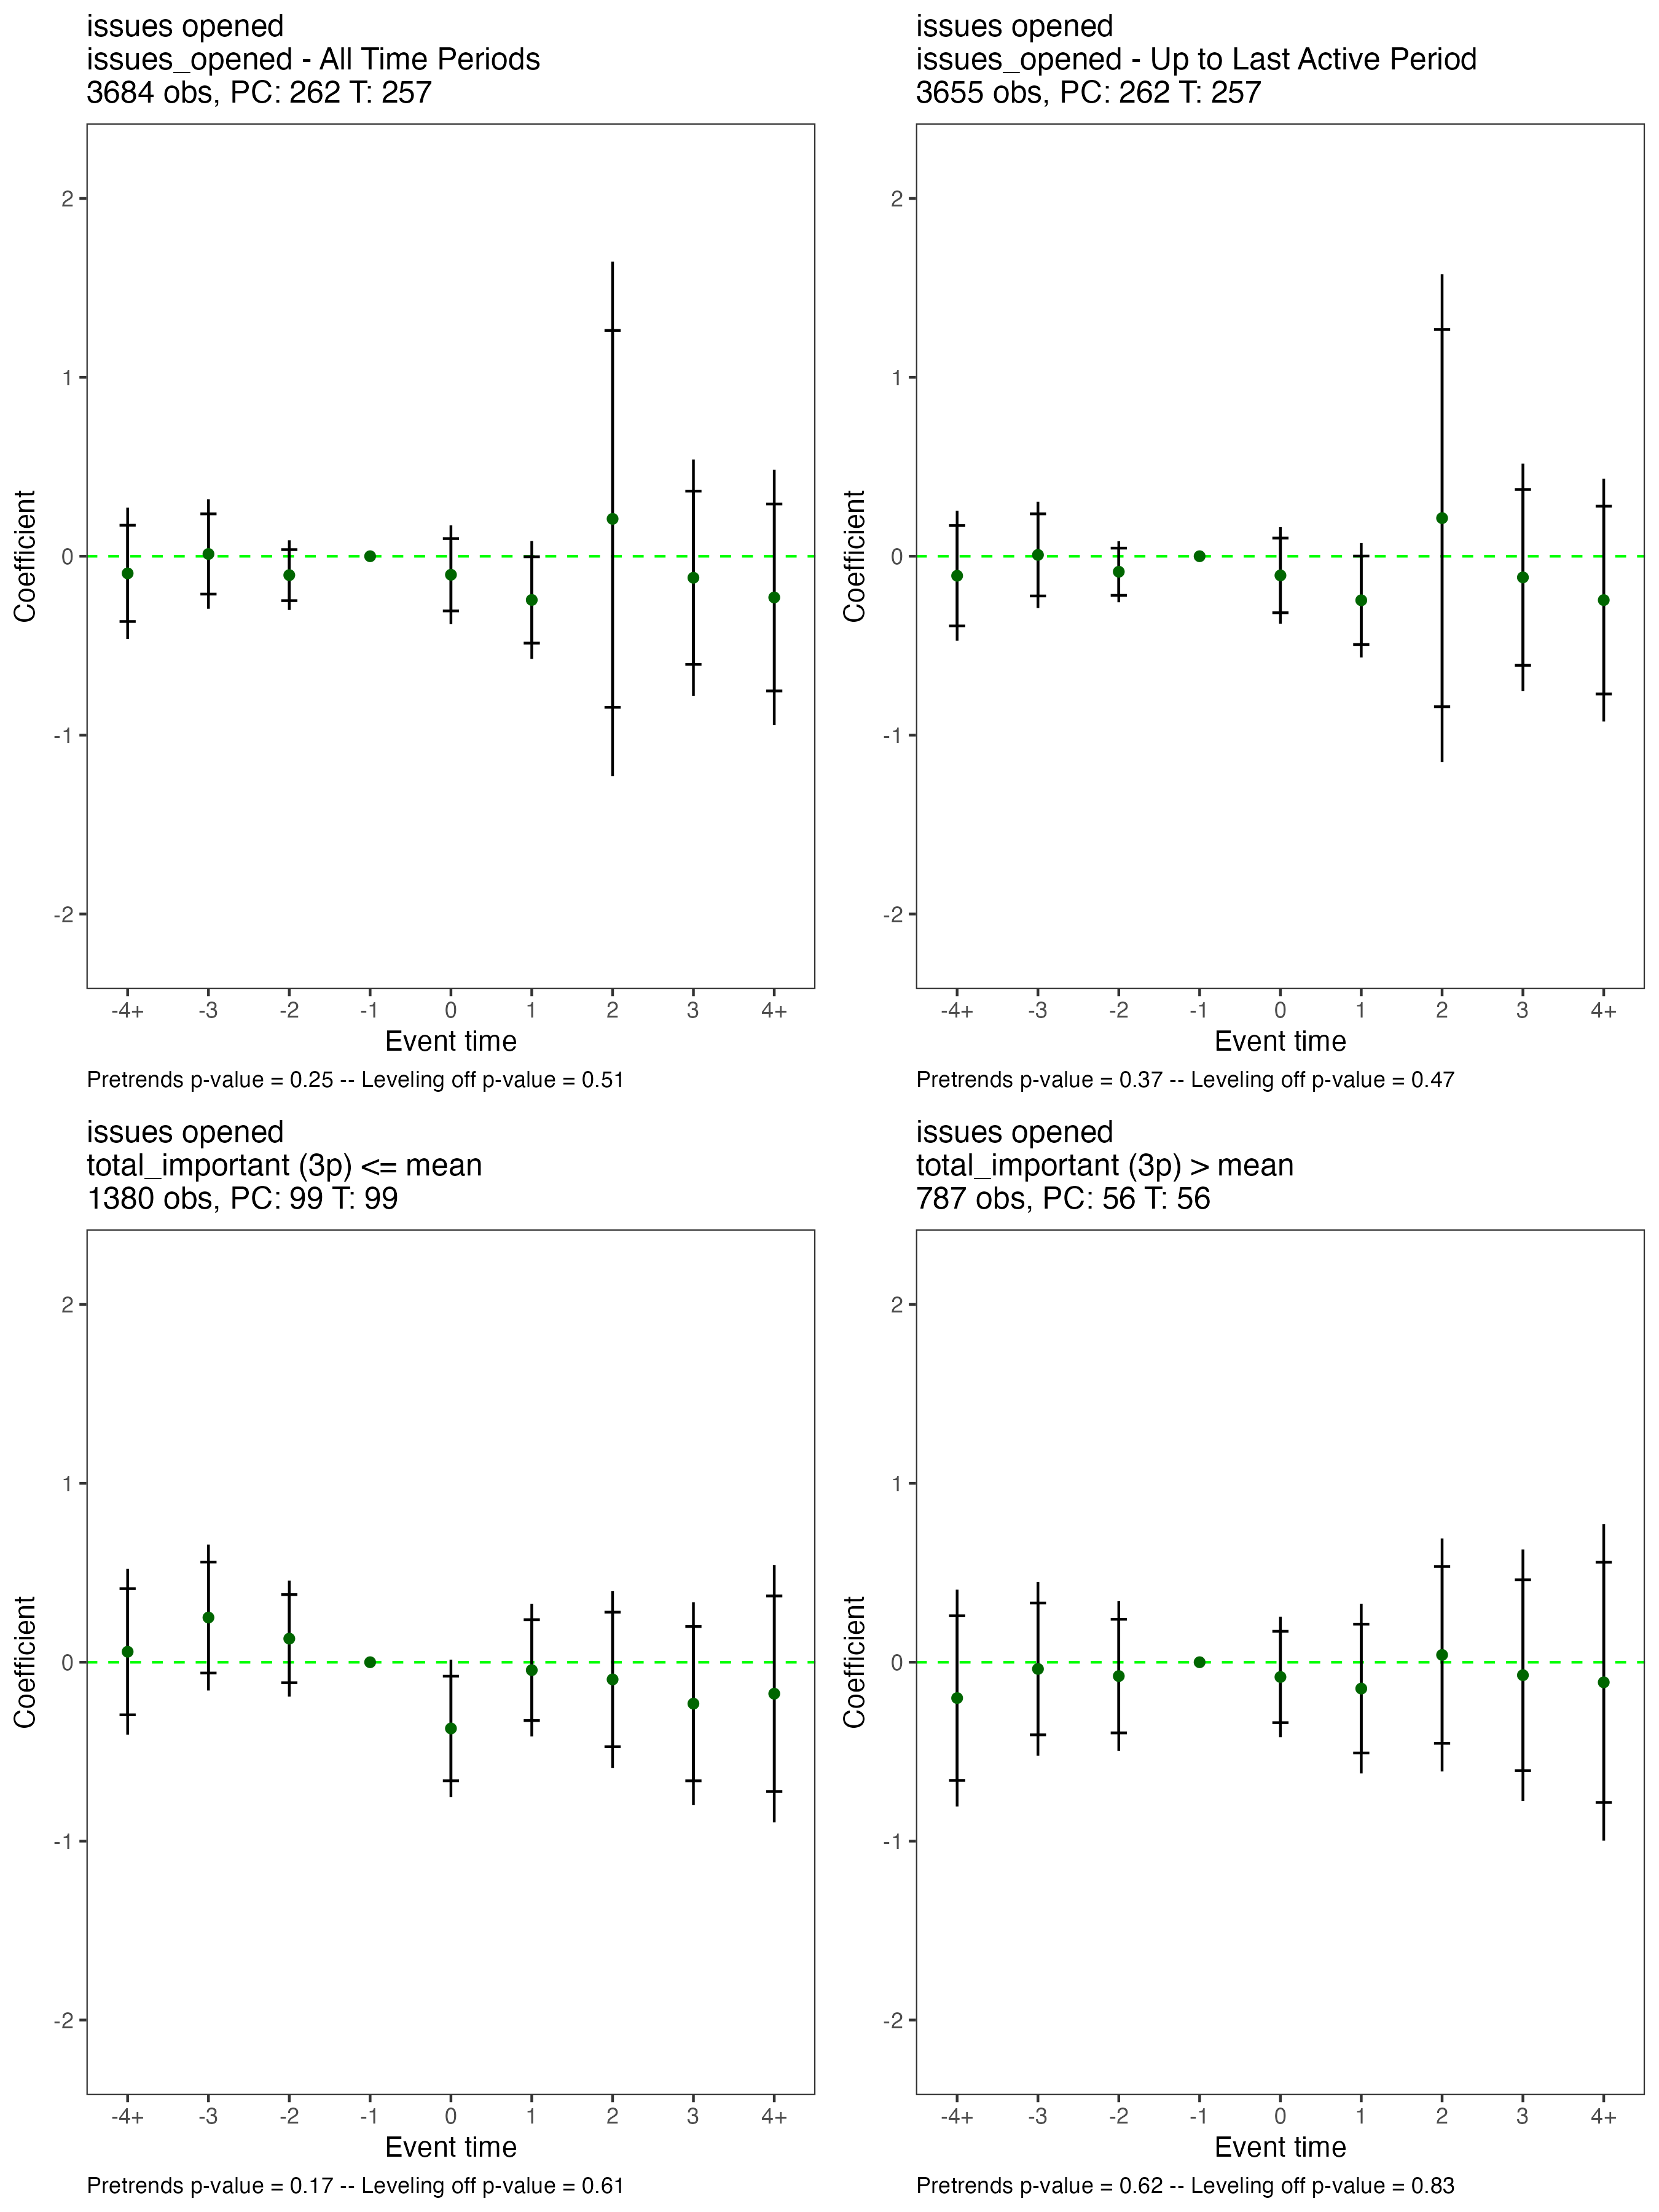 issues opened
issues_opened - All Time Periods
3684 obs, PC: 262 T: 257
2
1
0
-1
-2
Coefficient
-4+ -3 -2 -1 0 1 2 3 4+
Event time
Pretrends p-value = 0.25 -- Leveling off p-value = 0.51
issues opened
issues_opened - Up to Last Active Period
3655 obs, PC: 262 T: 257
2
1
0
-1
-2
Coefficient
-4+ -3 -2 -1 0 1 2 3 4+
Event time
Pretrends p-value = 0.37 -- Leveling off p-value = 0.47
issues opened
total_important (3p) <= mean
1380 obs, PC: 99 T: 99
2
1
0
-1
-2
Coefficient
-4+ -3 -2 -1 0 1 2 3 4+
Event time
Pretrends p-value = 0.17 -- Leveling off p-value = 0.61
issues opened
total_important (3p) > mean
787 obs, PC: 56 T: 56
2
1
0
-1
-2
Coefficient
-4+ -3 -2 -1 0 1 2 3 4+
Event time
Pretrends p-value = 0.62 -- Leveling off p-value = 0.83